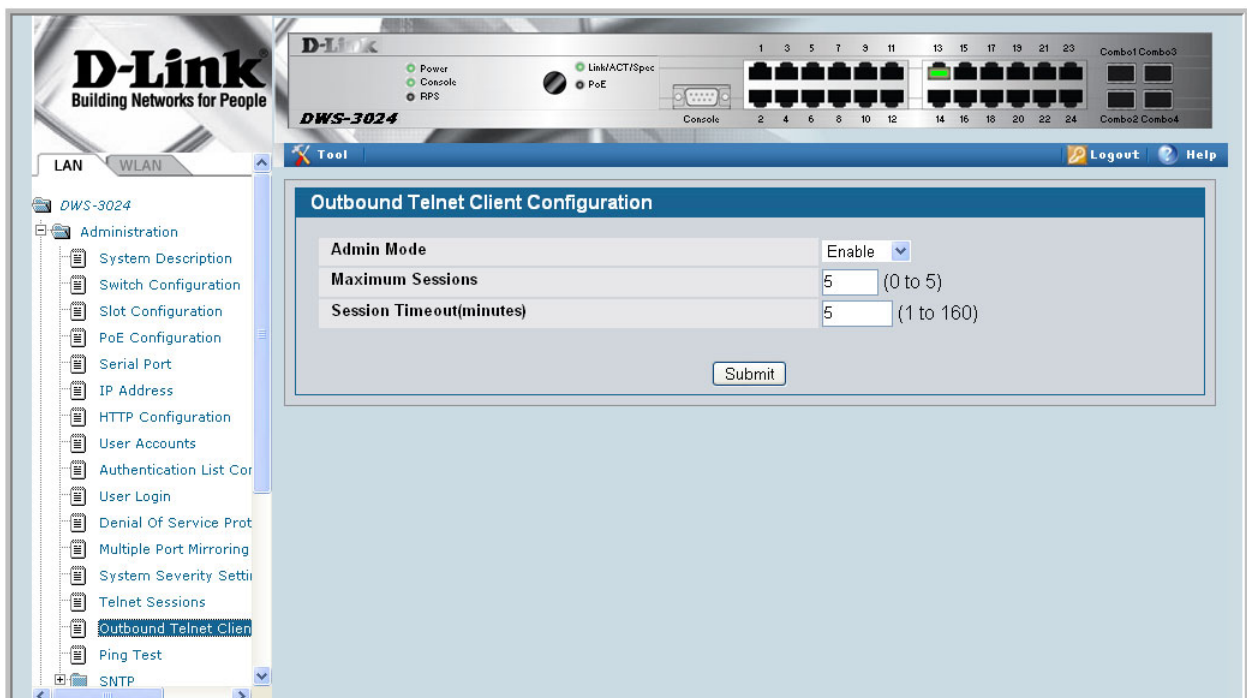 D-Link
Building Networks for People
D-Link
Power
Console
RPS
Link/ACT/Spec
PoE
DWS-3024
Console
1 3 5 7 9 11 13 15 17 19 21 23
2 4 6 8 10 12 14 16 18 20 22 24
Combo1 Combo3
Combo2 Combo4
Tool
Logout
Help
LAN
WLAN
DWS-3024
Administration
System Description
Switch Configuration
Slot Configuration
PoE Configuration
Serial Port
IP Address
HTTP Configuration
User Accounts
Authentication List Cor
User Login
Denial Of Service Prot
Multiple Port Mirroring
System Severity Setti
Telnet Sessions
Outbound Telnet Clien
Ping Test
SNTP
Outbound Telnet Client Configuration
Admin Mode Enable
Maximum Sessions 5 (0 to 5)
Session Timeout(minutes) 5 (1 to 160)
Submit